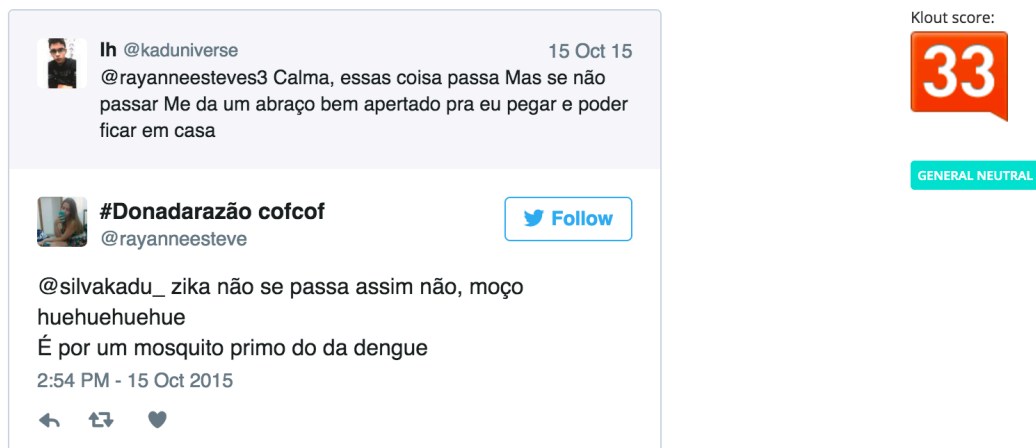 lh @kaduniverse 15 Oct 15
@rayanneesteves3 Calma, essas coisa passa Mas se não
passar Me da um abraço bem apertado pra eu pegar e poder
ficar em casa
#Donadarazão cofcof
@rayanneesteve
Follow
@silvakadu_ zika não se passa assim não, moço
huehuehuehue
É por um mosquito primo do da dengue
2:54 PM - 15 Oct 2015
Klout score:
33
GENERAL NEUTRAL